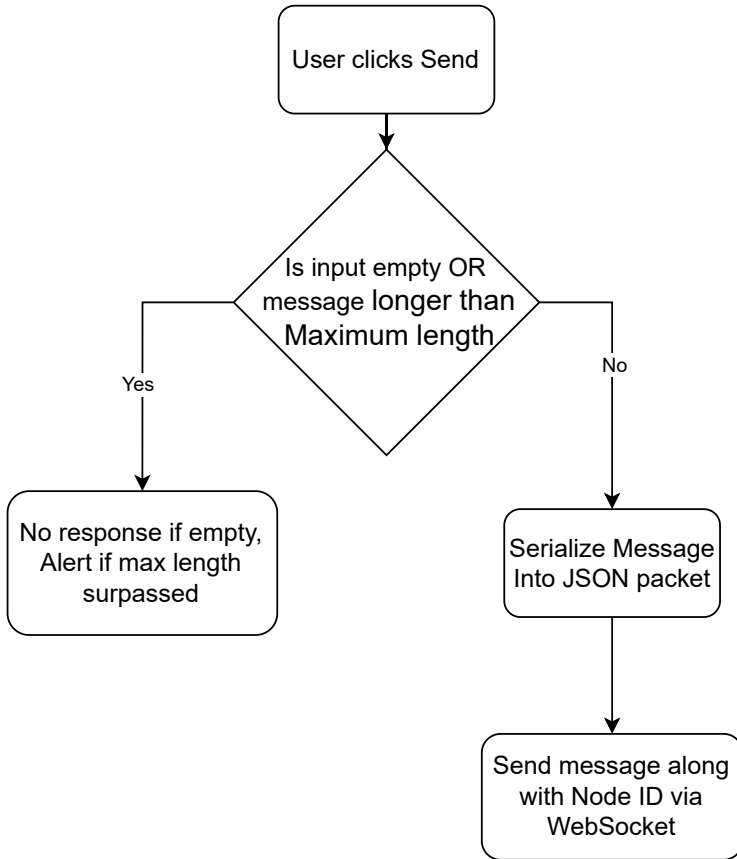 User clicks Send
Is input empty OR
message longer than
Maximum length
Yes
No
No response if empty,
Alert if max length
surpassed
Serialize Message
Into JSON packet
Send message along
with Node ID via
WebSocket